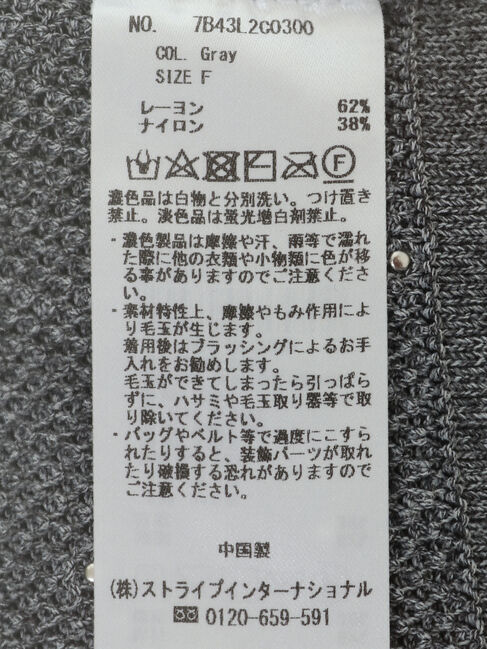 NO. 7B43L2C0300
COL. Gray
SIZE F
レーヨン 62%
ナイロン 38%
F
濃色品は白物と分別洗い。つけ置き
禁止。淡色品は蛍光増白剤禁止。
・濃色製品は摩擦や汗、雨等で濡れ
た際に他の衣類や小物類に色が移
る事がありますのでご注意くださ
い。
・素材特性上、摩擦やもみ作用によ
り毛玉が生じます。
着用後はブラッシングによるお手
入れをお勧めします。
毛玉ができてしまったら引っぱら
ずに、ハサミや毛玉取り器等で取
り除いてください。
・バッグやベルト等で過度にこすら
れたりすると、装飾パーツが取れ
たり破損する恐れがありますので
ご注意ください。
中国製
(株)ストライプインターナショナル
0120-659-591